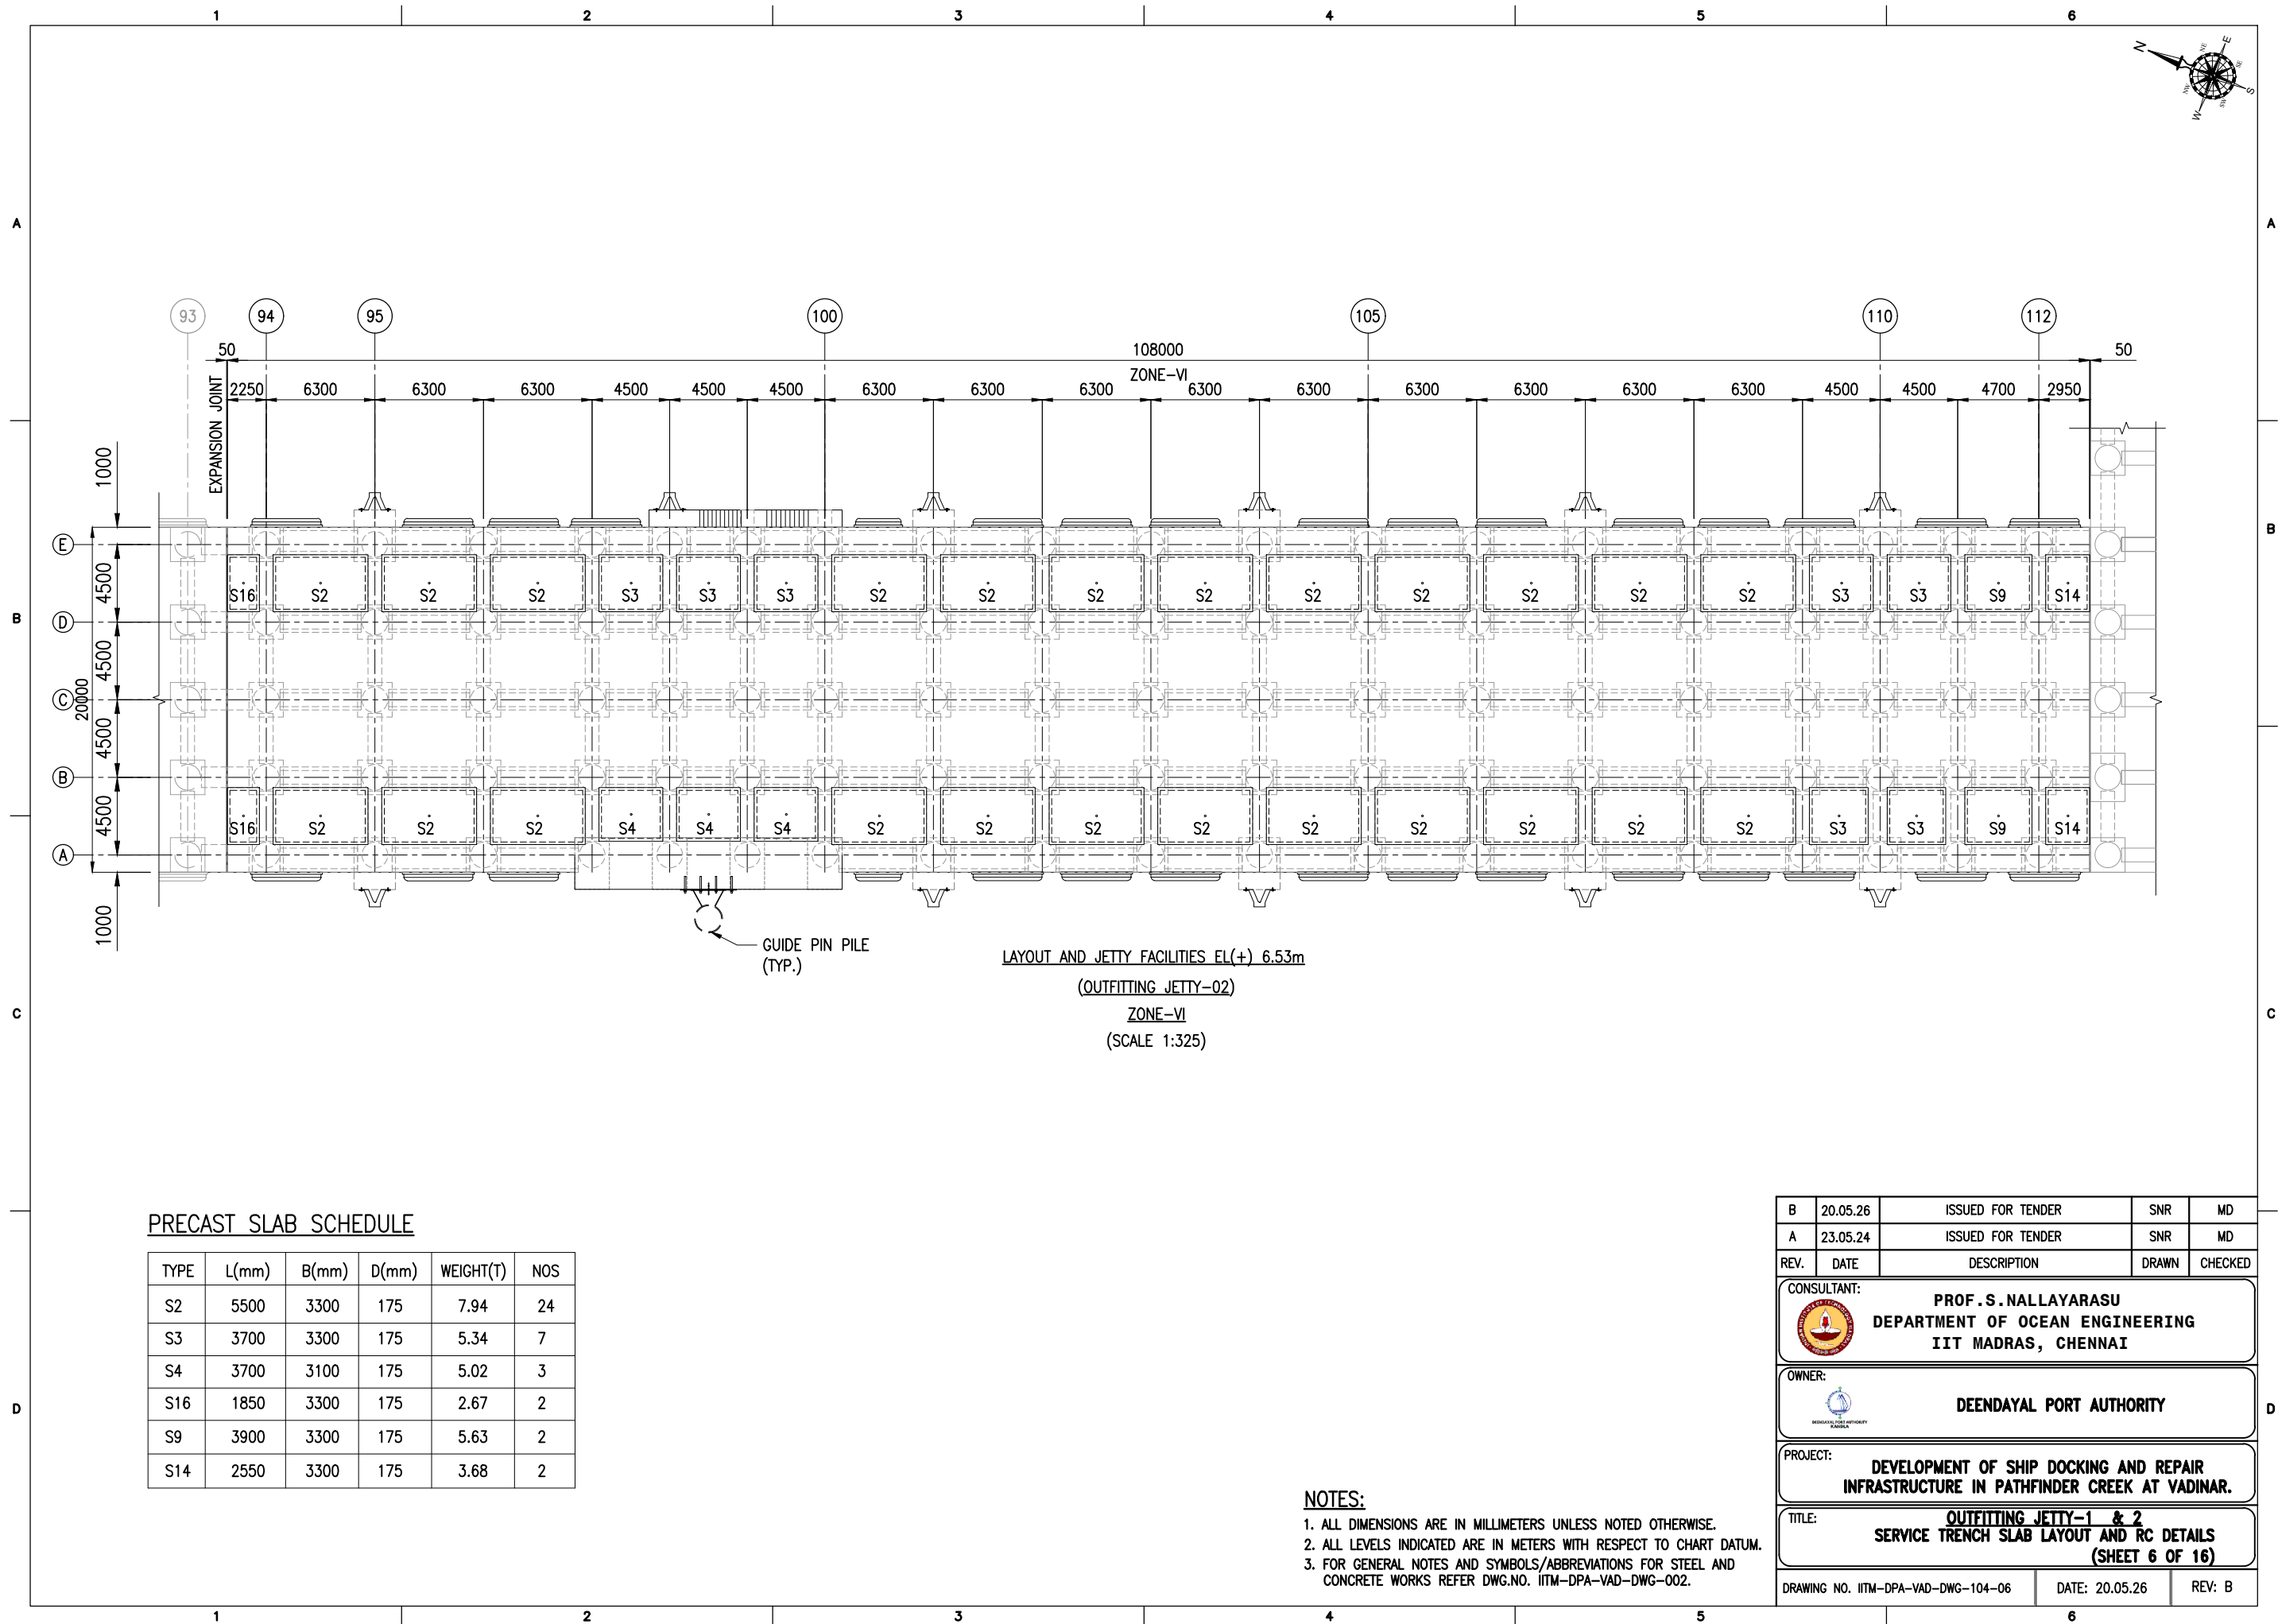 1 2 3 4 5 6
N
NE
E
SE
S
SW
W
NW
A A
93 94 95 100 105 110 112
50 108000 50
ZONE-VI
2250 6300 6300 6300 4500 4500 4500 6300 6300 6300 6300 6300 6300 6300 6300 6300 4500 4500 4700 2950
EXPANSION JOINT
1000
B
E
4500
S16 S2 S2 S2 S3 S3 S3 S2 S2 S2 S2 S2 S2 S2 S2 S2 S3 S3 S9 S14
D
B
4500
C
20000
4500
B
4500
S16 S2 S2 S2 S4 S4 S4 S2 S2 S2 S2 S2 S2 S2 S2 S2 S3 S3 S9 S14
A
1000
GUIDE PIN PILE
(TYP.)
LAYOUT AND JETTY FACILITIES EL(+) 6.53m
(OUTFITTING JETTY-02)
ZONE-VI
(SCALE 1:325)
C C
PRECAST SLAB SCHEDULE
TYPE L(mm) B(mm) D(mm) WEIGHT(T) NOS
S2 5500 3300 175 7.94 24
S3 3700 3300 175 5.34 7
S4 3700 3100 175 5.02 3
S16 1850 3300 175 2.67 2
S9 3900 3300 175 5.63 2
S14 2550 3300 175 3.68 2
D D
NOTES:
1. ALL DIMENSIONS ARE IN MILLIMETERS UNLESS NOTED OTHERWISE.
2. ALL LEVELS INDICATED ARE IN METERS WITH RESPECT TO CHART DATUM.
3. FOR GENERAL NOTES AND SYMBOLS/ABBREVIATIONS FOR STEEL AND
CONCRETE WORKS REFER DWG.NO. IITM-DPA-VAD-DWG-002.
B 20.05.26 ISSUED FOR TENDER SNR MD
A 23.05.24 ISSUED FOR TENDER SNR MD
REV. DATE DESCRIPTION DRAWN CHECKED
CONSULTANT:
PROF.S.NALLAYARASU
DEPARTMENT OF OCEAN ENGINEERING
IIT MADRAS, CHENNAI
OWNER:
DEENDAYAL PORT AUTHORITY
KANDLA
DEENDAYAL PORT AUTHORITY
PROJECT:
DEVELOPMENT OF SHIP DOCKING AND REPAIR
INFRASTRUCTURE IN PATHFINDER CREEK AT VADINAR.
TITLE:
OUTFITTING JETTY-1 & 2
SERVICE TRENCH SLAB LAYOUT AND RC DETAILS
(SHEET 6 OF 16)
DRAWING NO. IITM-DPA-VAD-DWG-104-06 DATE: 20.05.26 REV: B
1 2 3 4 5 6